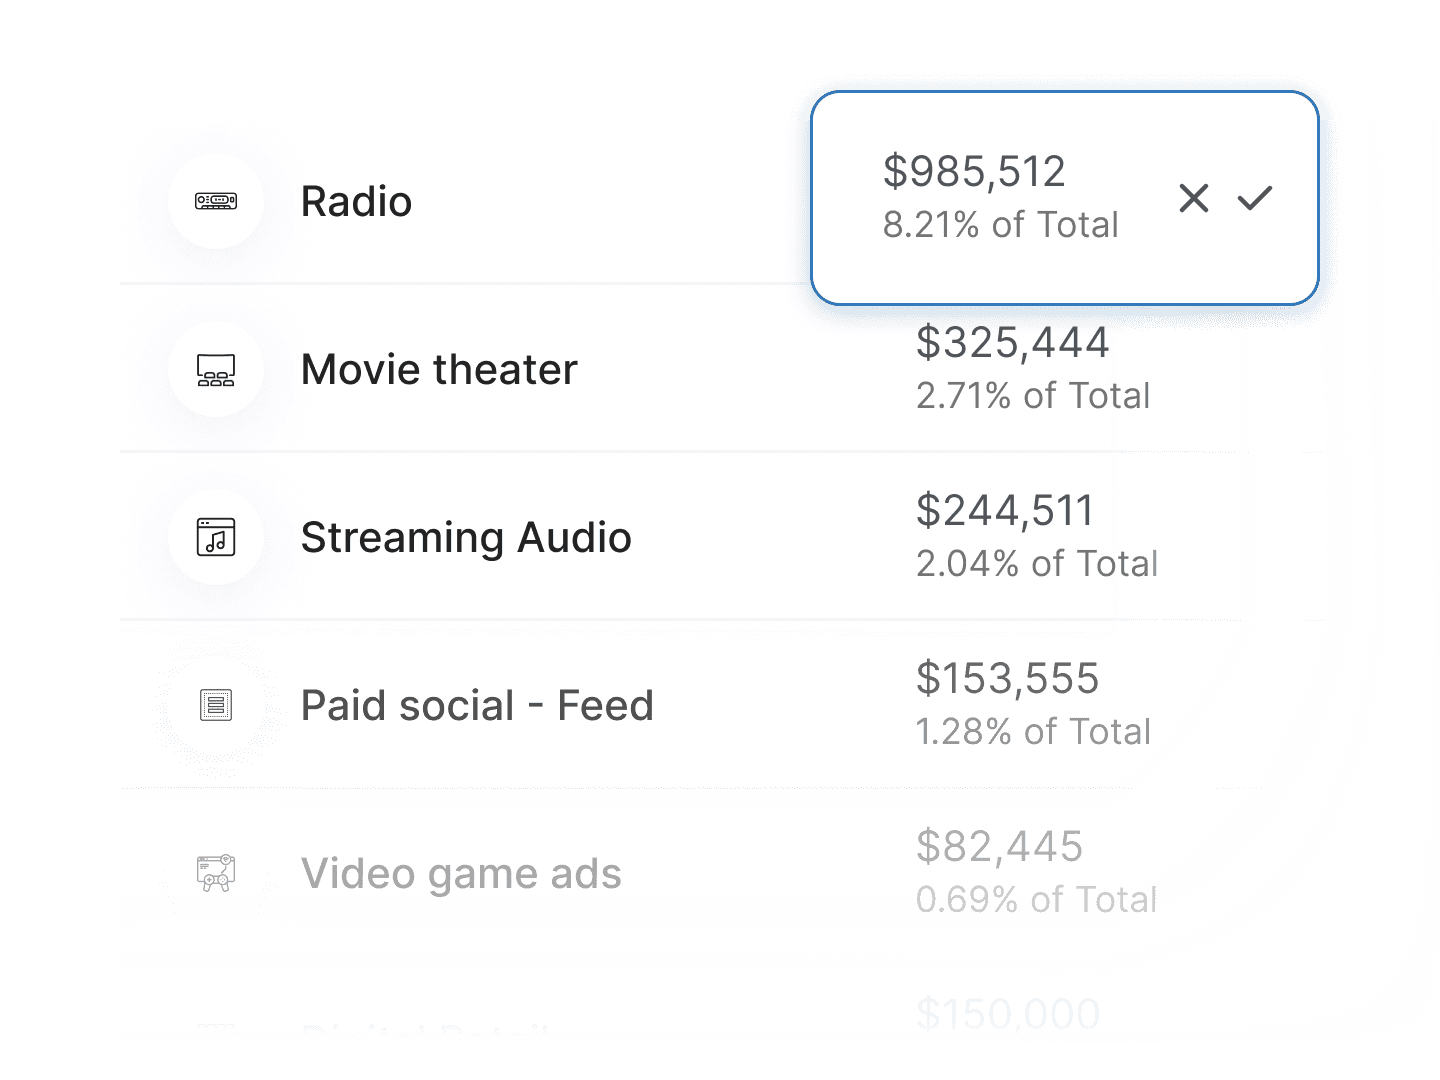 Radio
$985,512
8.21% of Total
Movie theater
$325,444
2.71% of Total
Streaming Audio
$244,511
2.04% of Total
Paid social - Feed
$153,555
1.28% of Total
Video game ads
$82,445
0.69% of Total
$150,000
Digital Retail